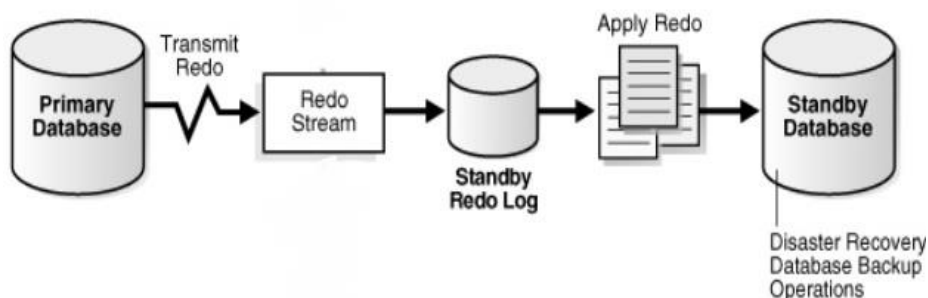 Primary
Database
Transmit
Redo
Redo
Stream
Standby
Redo Log
Apply Redo
Standby
Database
Disaster Recovery
Database Backup
Operations